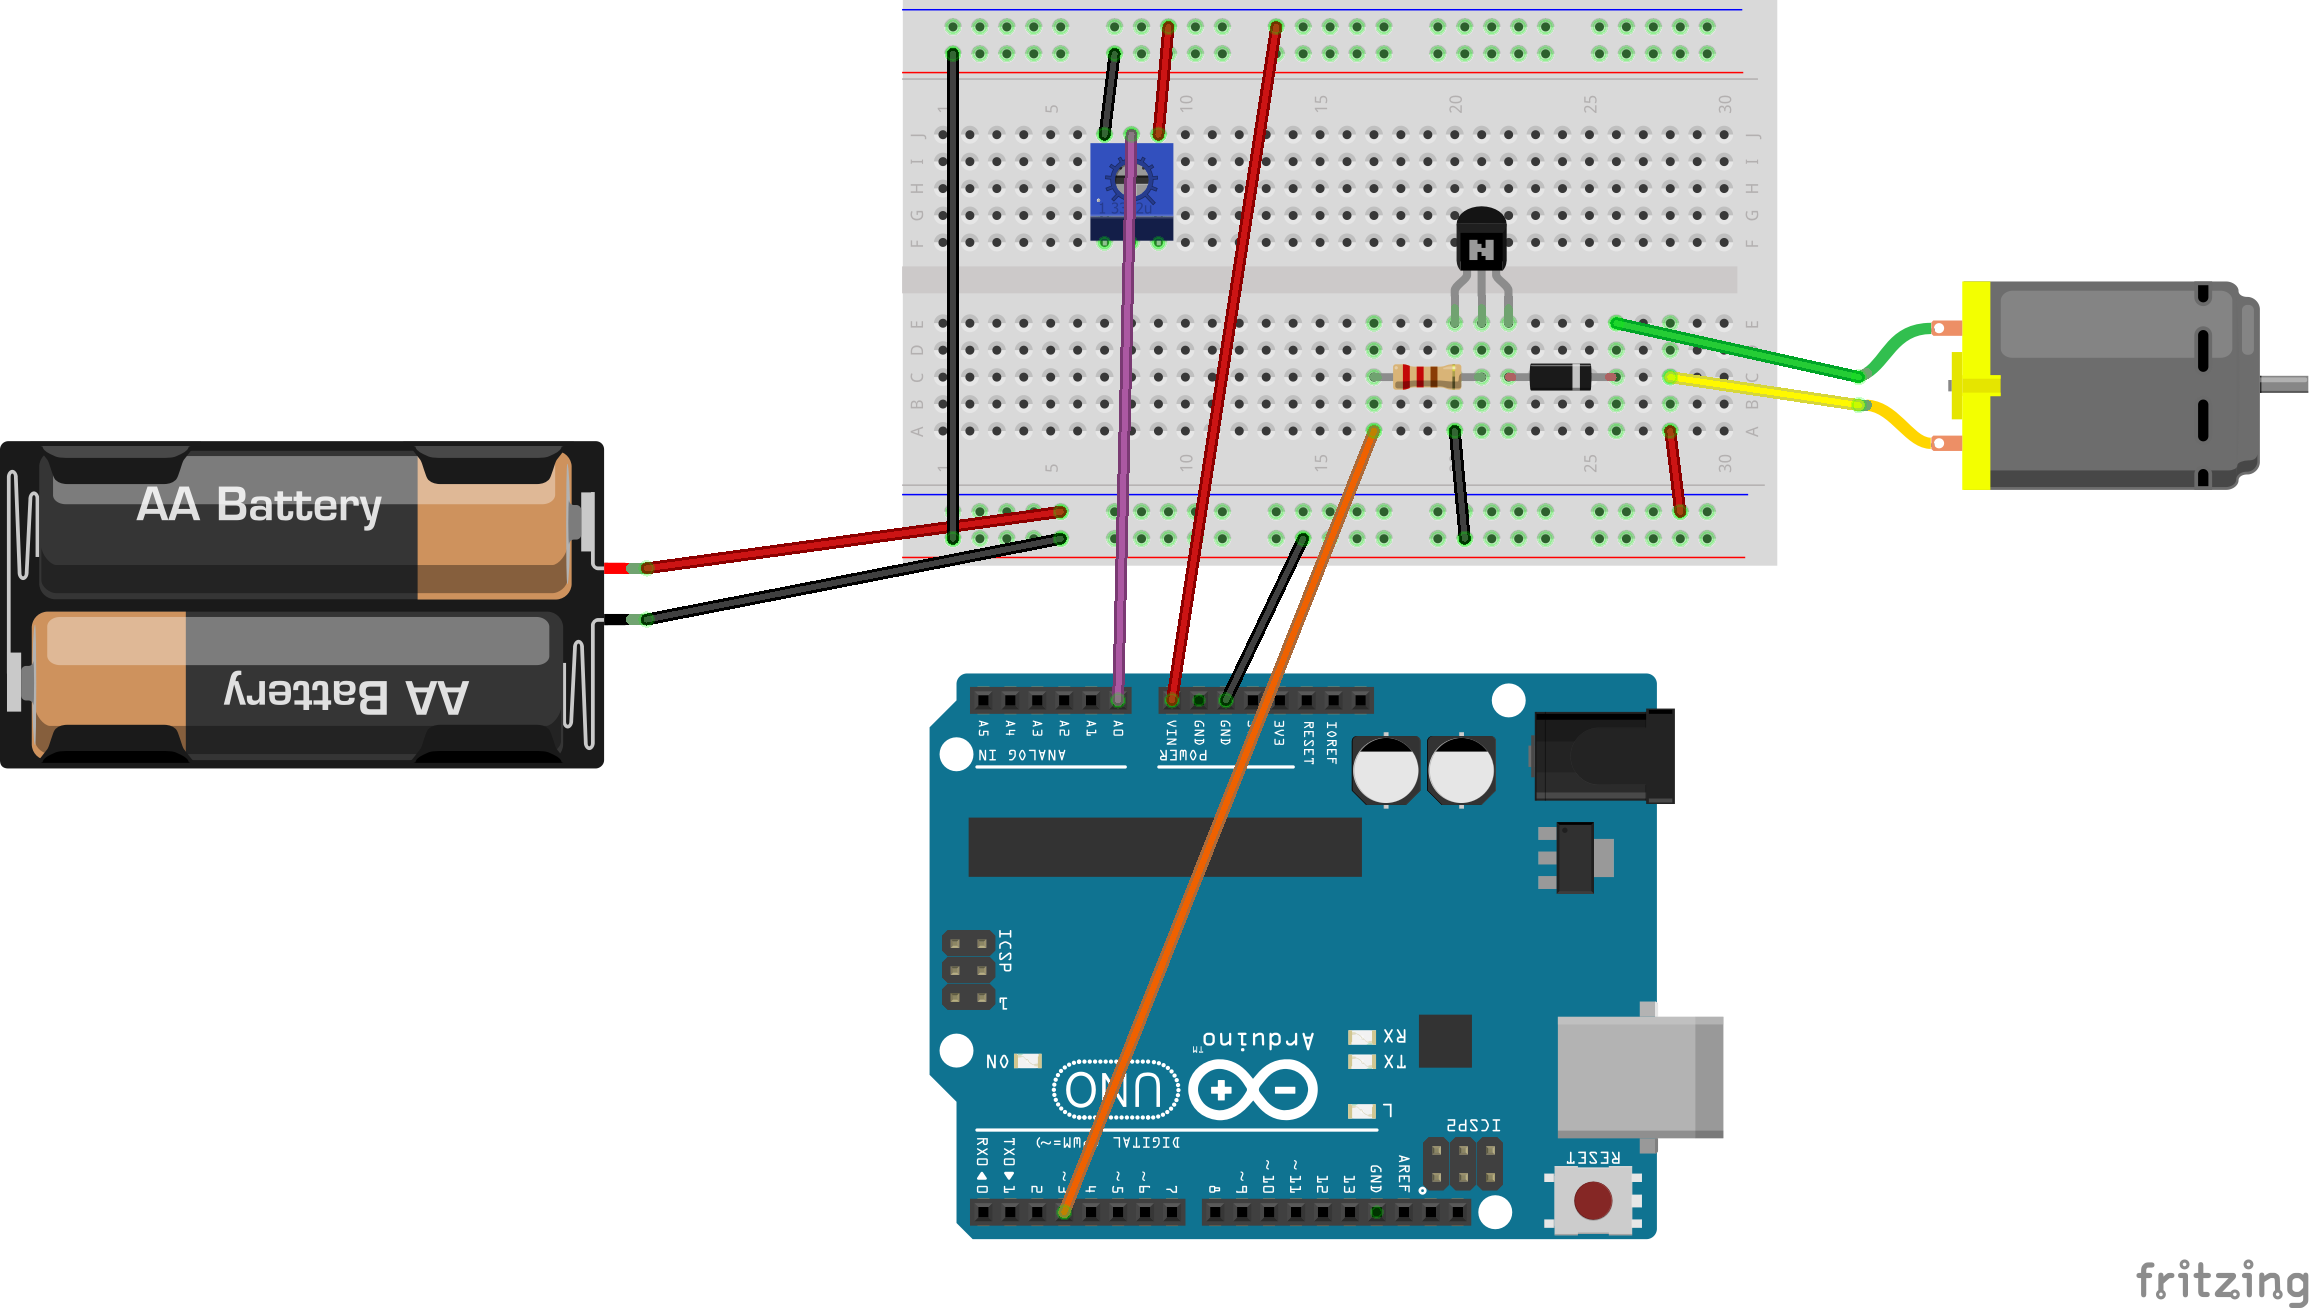 1 5 10 15 20 25 30
J J
I I
H H
G G
F F
E E
D
C C
B B
A A
1 5 10 15 20 25 30
AA Battery
AA Battery
A5 A4 A3 A2 A1 A0 VIN GND GND 3V3 RESET IOREF
ANALOG IN POWER
ICSP
1
Arduino
TM
RX
TX
ON
UNO
L
ICSP2
DIGITAL (PWM=~)
RX0 TX0 AREF RESET
0 1 2 ~3 4 ~5 ~6 7 8 ~9 ~10 ~11 12 13 GND
fritzing